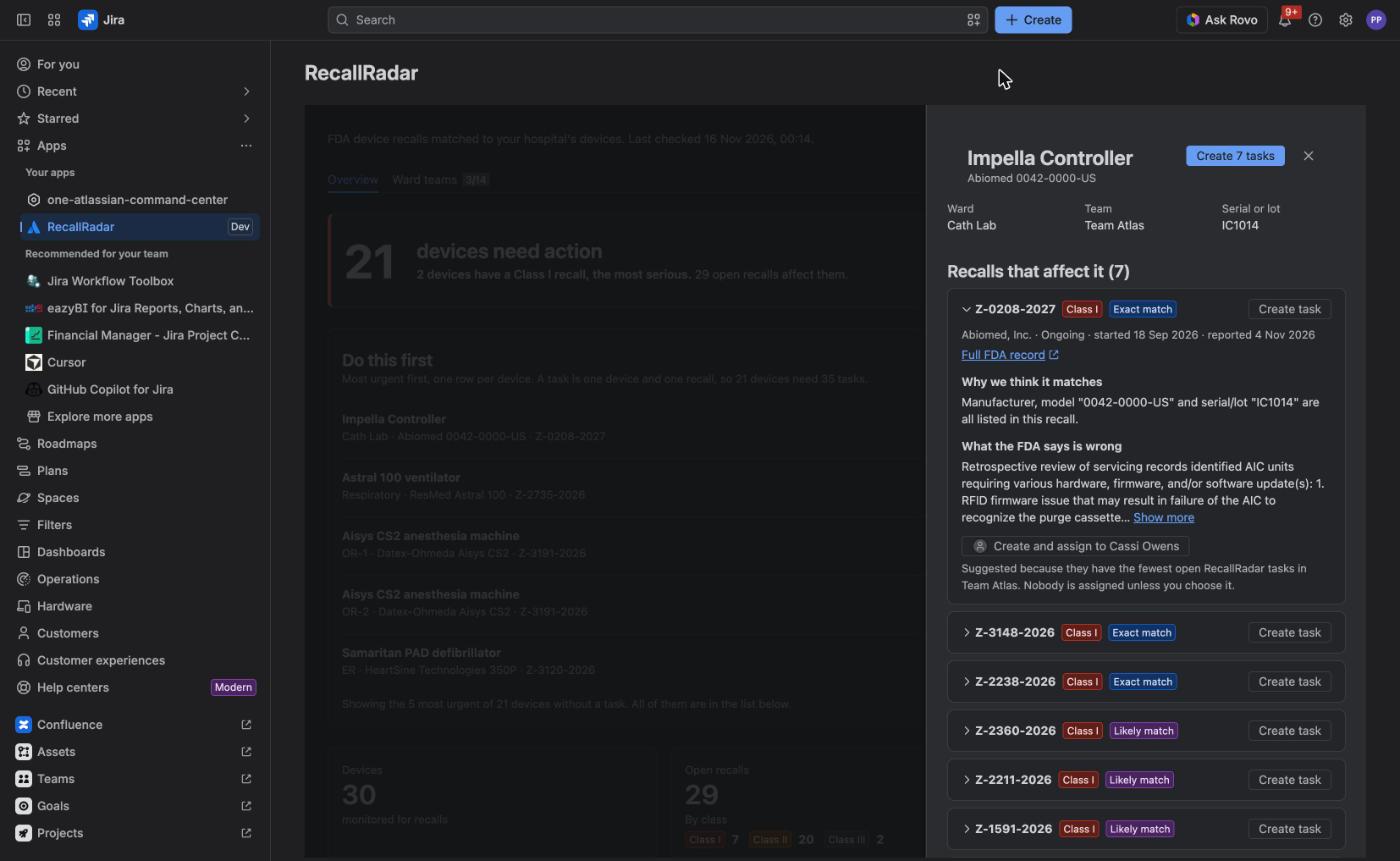 Jira
Search
+ Create
Ask Rovo
9+
PP
For you
Recent
Starred
Apps
Your apps
one-atlassian-command-center
RecallRadar
Dev
Recommended for your team
Jira Workflow Toolbox
eazyBI for Jira Reports, Charts, an...
Financial Manager - Jira Project C...
Cursor
GitHub Copilot for Jira
Explore more apps
Roadmaps
Plans
Spaces
Filters
Dashboards
Operations
Hardware
Customers
Customer experiences
Help centers
Modern
Confluence
Assets
Teams
Goals
Projects
RecallRadar
FDA device recalls matched to your hospital's devices. Last checked 16 Nov 2026, 00:14.
Overview
Ward teams 3/14
21
devices need action
2 devices have a Class I recall, the most serious. 29 open recalls affect them.
Do this first
Most urgent first, one row per device. A task is one device and one recall, so 21 devices need 35 tasks.
Impella Controller
Cath Lab · Abiomed 0042-0000-US · Z-0208-2027
Astral 100 ventilator
Respiratory · ResMed Astral 100 · Z-2735-2026
Aisys CS2 anesthesia machine
OR-1 · Datex-Ohmeda Aisys CS2 · Z-3191-2026
Aisys CS2 anesthesia machine
OR-2 · Datex-Ohmeda Aisys CS2 · Z-3191-2026
Samaritan PAD defibrillator
ER · HeartSine Technologies 350P · Z-3120-2026
Showing the 5 most urgent of 21 devices without a task. All of them are in the list below.
Devices
30
monitored for recalls
Open recalls
29
By class
Class I 7 Class II 20 Class III 2
Impella Controller
Abiomed 0042-0000-US
Create 7 tasks
Ward
Cath Lab
Team
Team Atlas
Serial or lot
IC1014
Recalls that affect it (7)
Z-0208-2027 Class I Exact match Create task
Abiomed, Inc. · Ongoing · started 18 Sep 2026 · reported 4 Nov 2026
Full FDA record
Why we think it matches
Manufacturer, model "0042-0000-US" and serial/lot "IC1014" are
all listed in this recall.
What the FDA says is wrong
Retrospective review of servicing records identified AIC units
requiring various hardware, firmware, and/or software update(s): 1.
RFID firmware issue that may result in failure of the AIC to
recognize the purge cassette... Show more
Create and assign to Cassi Owens
Suggested because they have the fewest open RecallRadar tasks in
Team Atlas. Nobody is assigned unless you choose it.
Z-3148-2026 Class I Exact match Create task
Z-2238-2026 Class I Exact match Create task
Z-2360-2026 Class I Likely match Create task
Z-2211-2026 Class I Likely match Create task
Z-1591-2026 Class I Likely match Create task